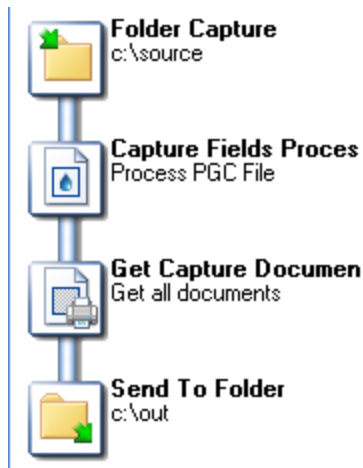 Folder Capture
c:\source
Capture Fields Proces
Process PGC File
Get Capture Documen
Get all documents
Send To Folder
c:\out